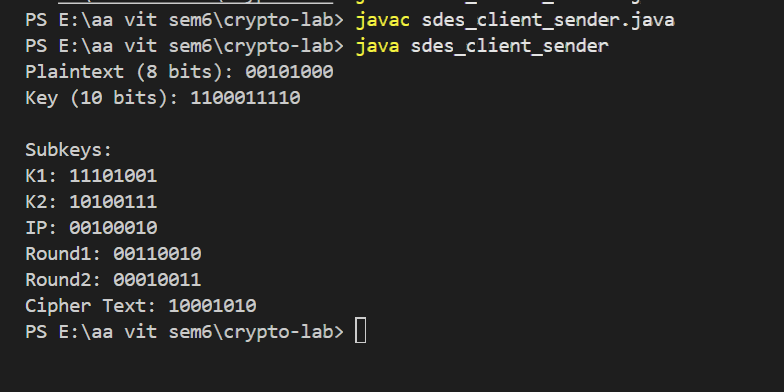 PS E:\aa vit sem6\crypto-lab> javac sdes_client_sender.java
PS E:\aa vit sem6\crypto-lab> java sdes_client_sender
Plaintext (8 bits): 00101000
Key (10 bits): 1100011110

Subkeys:
K1: 11101001
K2: 10100111
IP: 00100010
Round1: 00110010
Round2: 00010011
Cipher Text: 10001010
PS E:\aa vit sem6\crypto-lab>